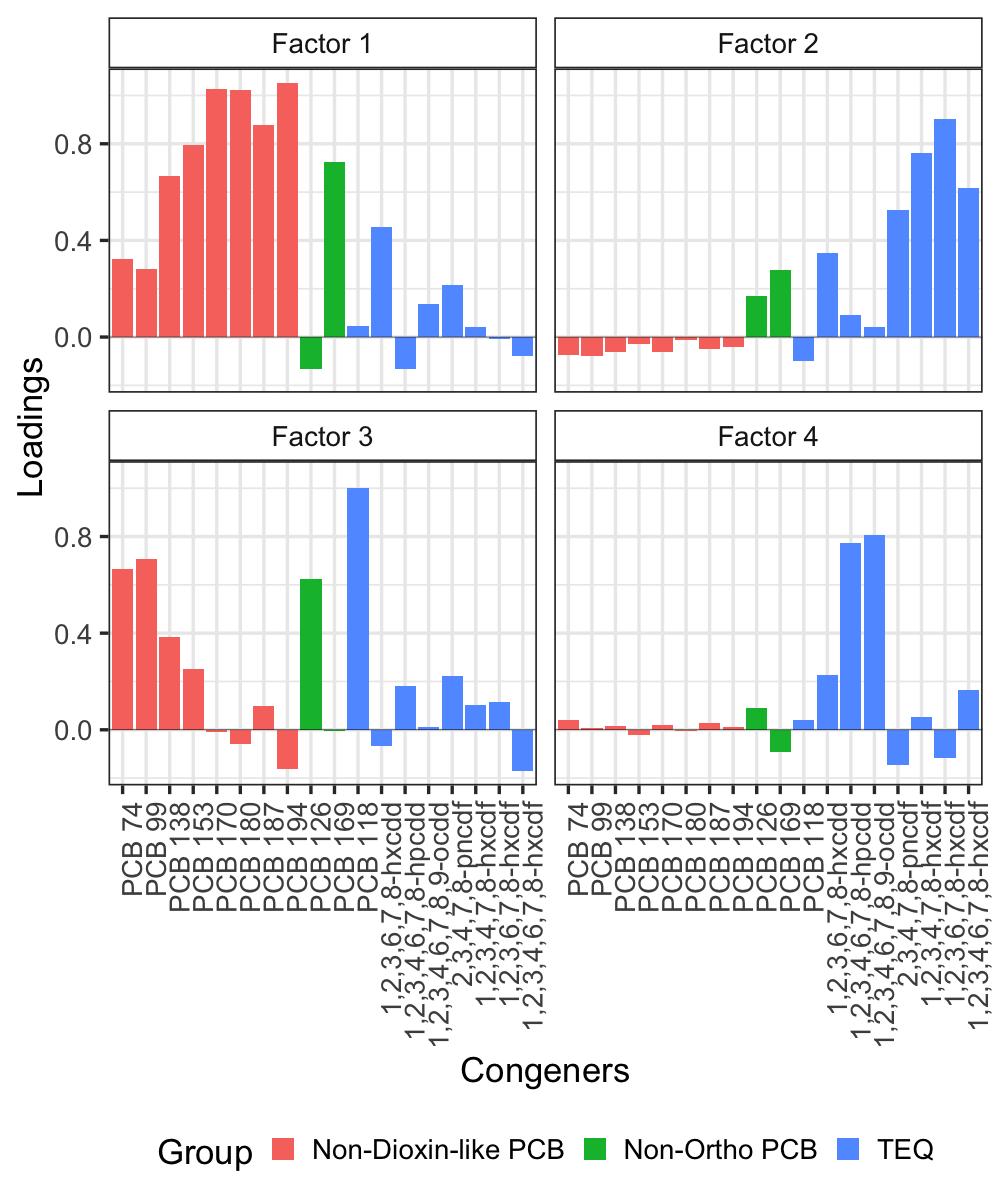 Factor 1
Factor 2
0.8
0.4
0.0
Factor 3
Factor 4
0.8
0.4
0.0
Loadings
PCB 74
PCB 99
PCB 138
PCB 153
PCB 170
PCB 180
PCB 187
PCB 194
PCB 126
PCB 169
PCB 118
1,2,3,6,7,8-hxcdd
1,2,3,4,6,7,8-hpcdd
1,2,3,4,6,7,8,9-ocdd
2,3,4,7,8-pncdf
1,2,3,4,7,8-hxcdf
1,2,3,6,7,8-hxcdf
1,2,3,4,6,7,8-hxcdf
PCB 74
PCB 99
PCB 138
PCB 153
PCB 170
PCB 180
PCB 187
PCB 194
PCB 126
PCB 169
PCB 118
1,2,3,6,7,8-hxcdd
1,2,3,4,6,7,8-hpcdd
1,2,3,4,6,7,8,9-ocdd
2,3,4,7,8-pncdf
1,2,3,4,7,8-hxcdf
1,2,3,6,7,8-hxcdf
1,2,3,4,6,7,8-hxcdf
Congeners
Group Non-Dioxin-like PCB Non-Ortho PCB TEQ